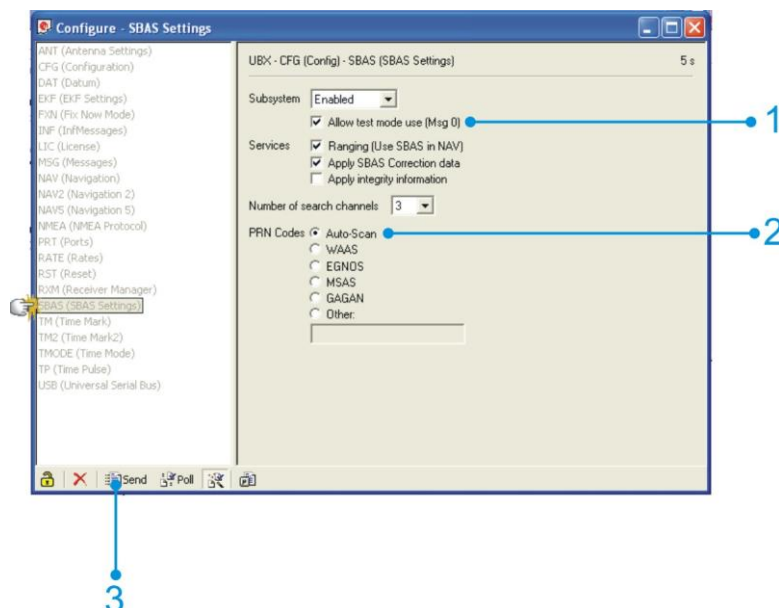 Configure - SBAS Settings
ANT (Antenna Settings)
CFG (Configuration)
DAT (Datum)
EKF (EKF Settings)
FXN (Fix Now Mode)
INF (InfMessages)
LIC (License)
MSG (Messages)
NAV (Navigation)
NAV2 (Navigation 2)
NAV5 (Navigation 5)
NMEA (NMEA Protocol)
PRT (Ports)
RATE (Rates)
RST (Reset)
RXM (Receiver Manager)
SBAS (SBAS Settings)
TM (Time Mark)
TM2 (Time Mark2)
TMODE (Time Mode)
TP (Time Pulse)
USB (Universal Serial Bus)
UBX - CFG (Config) - SBAS (SBAS Settings) 5 s
Subsystem Enabled
Allow test mode use (Msg 0) 1
Services Ranging (Use SBAS in NAV)
Apply SBAS Correction data
Apply integrity information
Number of search channels 3
PRN Codes Auto-Scan 2
WAAS
EGNOS
MSAS
GAGAN
Other:
Send Poll
3